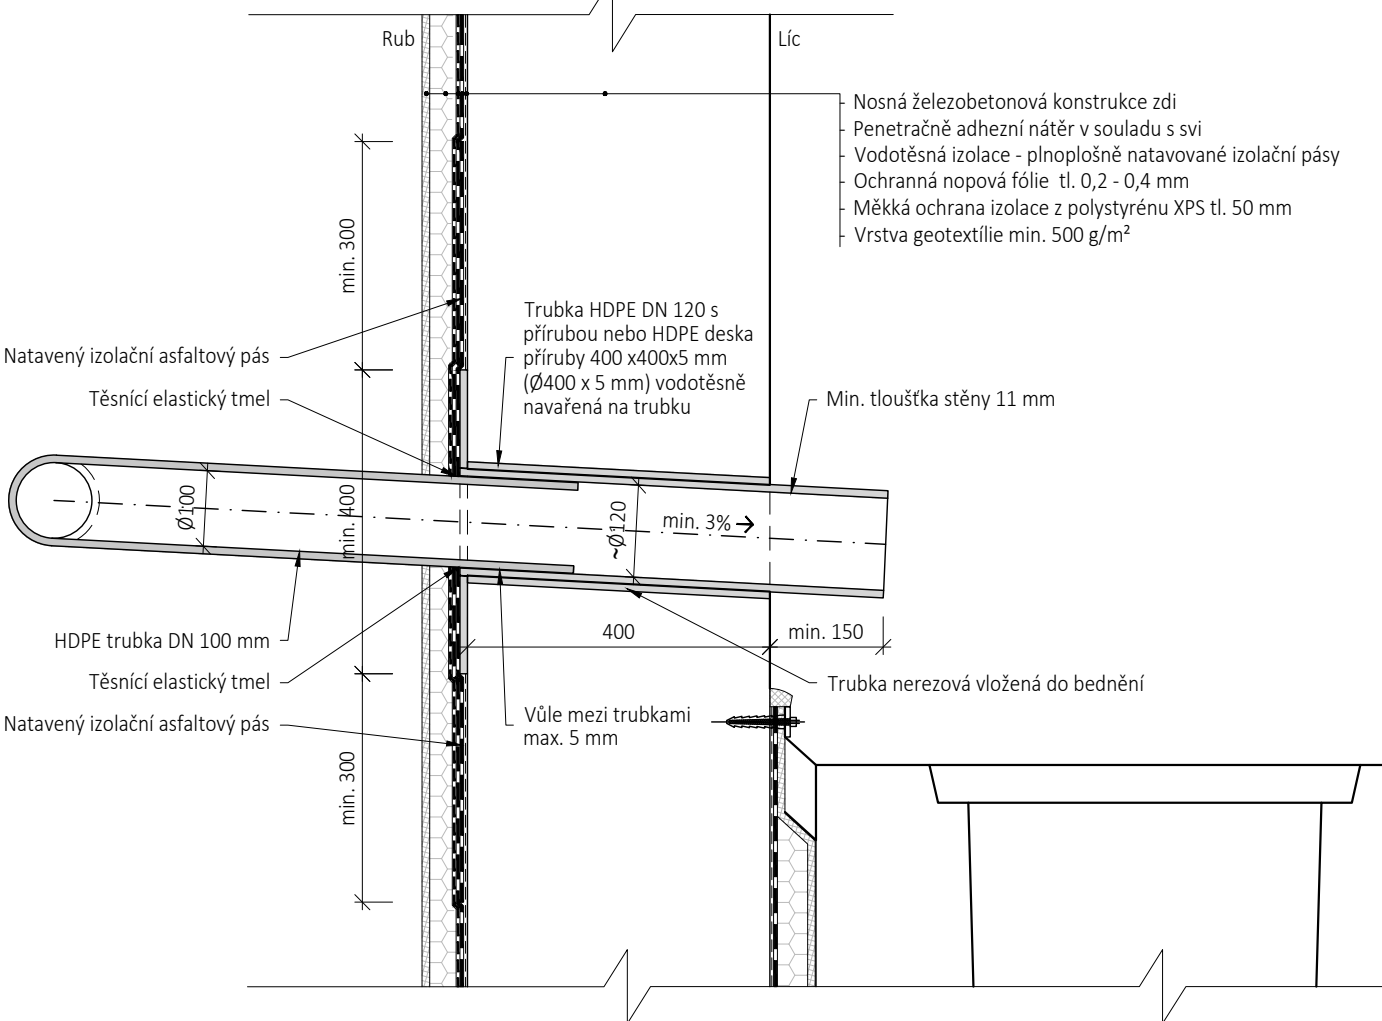 Rub
Líc
- Nosná železobetonová konstrukce zdi
- Penetračně adhezní nátěr v souladu s svi
- Vodotěsná izolace - plnoplošně natavované izolační pásy
- Ochranná nopová fólie tl. 0,2 - 0,4 mm
- Měkká ochrana izolace z polystyrénu XPS tl. 50 mm
- Vrstva geotextílie min. 500 g/m²
min. 300
Trubka HDPE DN 120 s
přírubou nebo HDPE deska
příruby 400 x400x5 mm
(Ø400 x 5 mm) vodotěsně
navařená na trubku
Natavený izolační asfaltový pás
Těsnící elastický tmel
Min. tloušťka stěny 11 mm
Ø100
min. 400
~Ø120
min. 3%
HDPE trubka DN 100 mm
400
min. 150
Těsnící elastický tmel
Trubka nerezová vložená do bednění
Natavený izolační asfaltový pás
Vůle mezi trubkami
max. 5 mm
min. 300